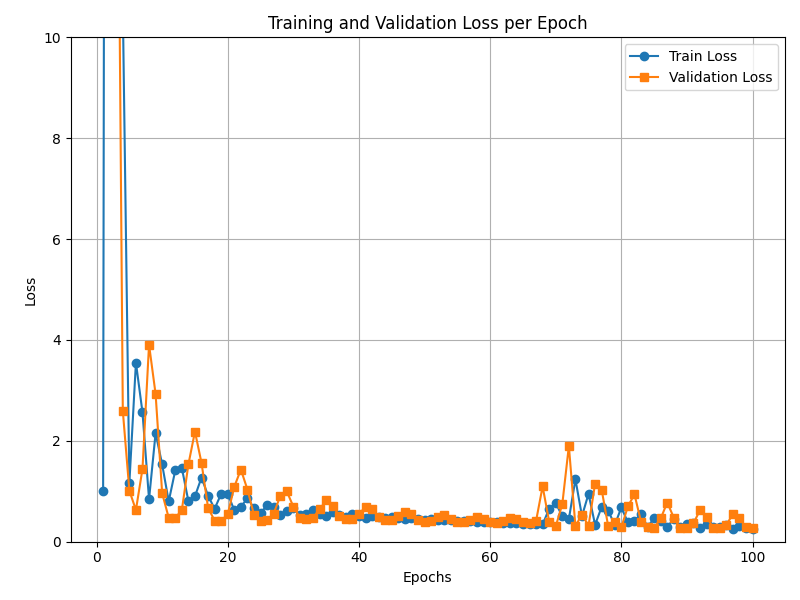 Training and Validation Loss per Epoch
Train Loss
Validation Loss
10
8
6
4
2
0
Loss
0 20 40 60 80 100
Epochs